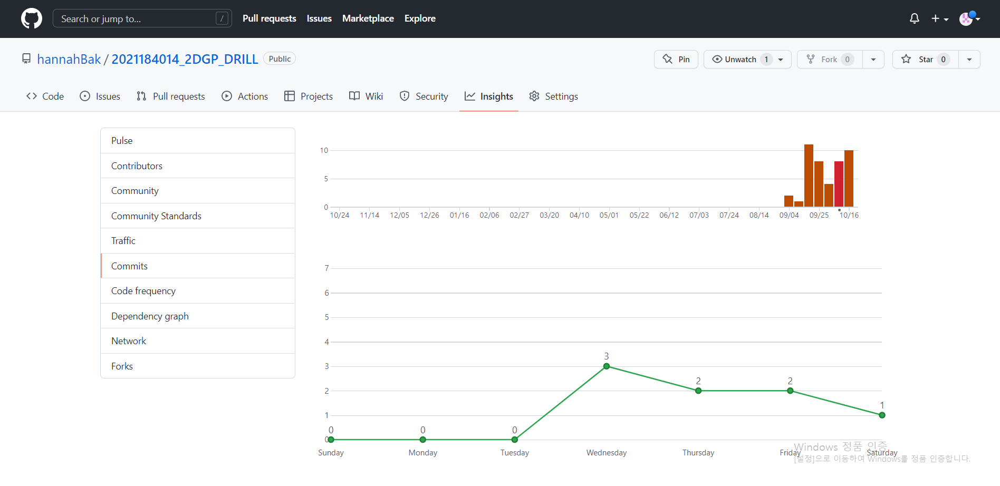 Search or jump to... / Pull requests Issues Marketplace Explore
hannahBak / 2021184014_2DGP_DRILL Public Pin Unwatch 1 Fork 0 Star 0
Code Issues Pull requests Actions Projects Wiki Security Insights Settings
Pulse
Contributors
Community
Community Standards
Traffic
Commits
Code frequency
Dependency graph
Network
Forks
10
5
0
10/24 11/14 12/05 12/26 01/16 02/06 02/27 03/20 04/10 05/01 05/22 06/12 07/03 07/24 08/14 09/04 09/25 10/16
7
6
5
4
3
3
2 2
2
1
1
0 0 0
0
Sunday Monday Tuesday Wednesday Thursday Friday Saturday
Windows 정품 인증
[설정]으로 이동하여 Windows를 정품 인증합니다.